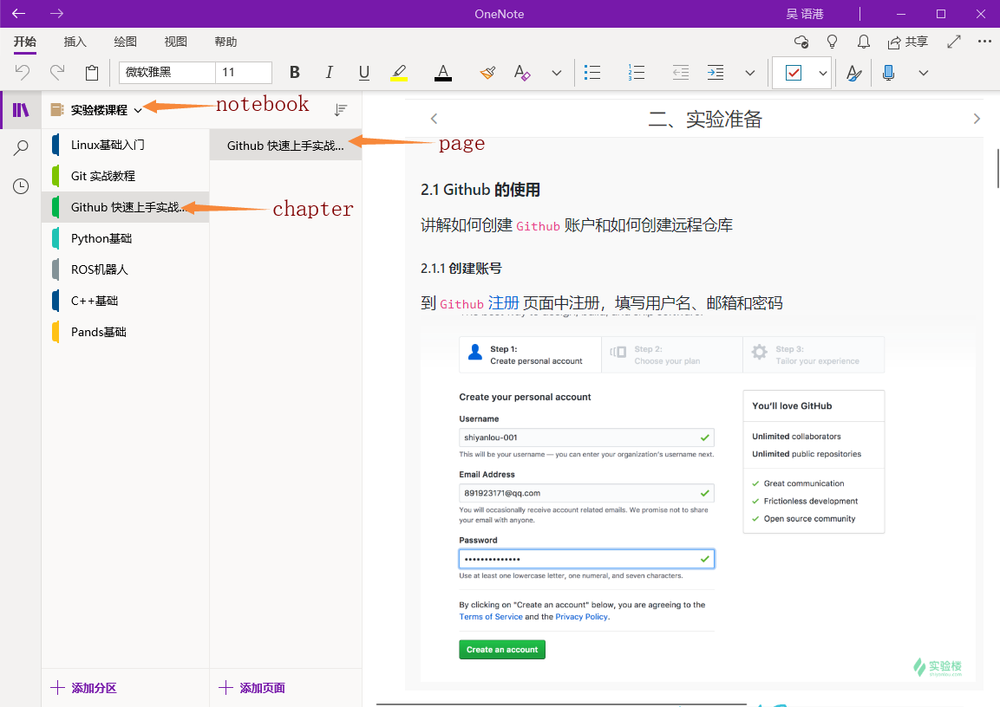 OneNote
吴 语港
开始 插入 绘图 视图 帮助
共享
微软雅黑 11
B I U A A
实验楼课程
notebook
Linux基础入门
Git 实战教程
Github 快速上手实战...
chapter
Python基础
ROS机器人
C++基础
Pands基础
添加分区
Github 快速上手实战...
page
添加页面
二、实验准备
2.1 Github 的使用
讲解如何创建 Github 账户和如何创建远程仓库
2.1.1 创建账号
到 Github 注册 页面中注册，填写用户名、邮箱和密码
Step 1:
Create personal account
Step 2:
Choose your plan
Step 3:
Tailor your experience
Create your personal account
Username
shiyanlou-001
This will be your username — you can enter your organization's username next.
Email Address
891923171@qq.com
You will occasionally receive account related emails. We promise not to share
your email with anyone.
Password
Use at least one lowercase letter, one numeral, and seven characters.
By clicking on "Create an account" below, you are agreeing to the
Terms of Service and the Privacy Policy.
Create an account
You'll love GitHub
Unlimited collaborators
Unlimited public repositories
Great communication
Frictionless development
Open source community
实验楼
shiyanlou.com